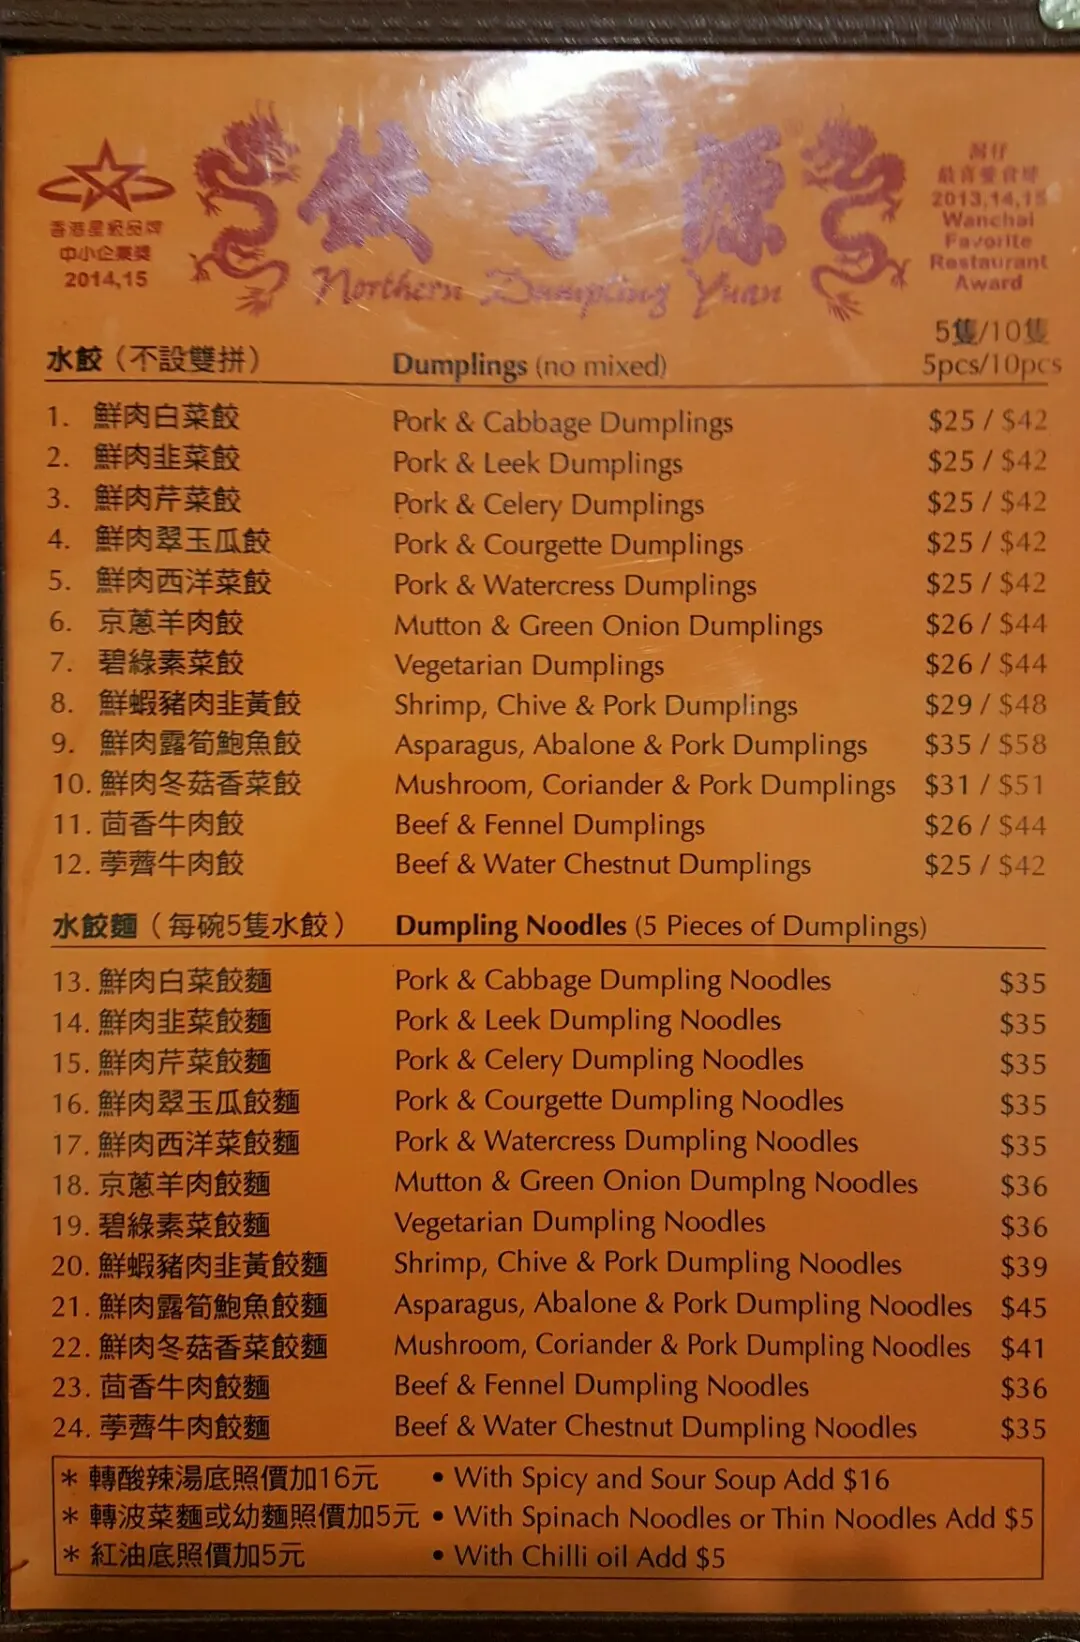 香港星級品牌
中小企業獎
2014,15
餃子源
Northern Dumpling Yuan
灣仔
最喜愛食肆
2013,14,15
Wanchai
Favorite
Restaurant
Award
5隻/10隻
水餃（不設雙拼） Dumplings (no mixed) 5pcs/10pcs
1. 鮮肉白菜餃 Pork & Cabbage Dumplings $25 / $42
2. 鮮肉韭菜餃 Pork & Leek Dumplings $25 / $42
3. 鮮肉芹菜餃 Pork & Celery Dumplings $25 / $42
4. 鮮肉翠玉瓜餃 Pork & Courgette Dumplings $25 / $42
5. 鮮肉西洋菜餃 Pork & Watercress Dumplings $25 / $42
6. 京蔥羊肉餃 Mutton & Green Onion Dumplings $26 / $44
7. 碧綠素菜餃 Vegetarian Dumplings $26 / $44
8. 鮮蝦豬肉韭黃餃 Shrimp, Chive & Pork Dumplings $29 / $48
9. 鮮肉露筍鮑魚餃 Asparagus, Abalone & Pork Dumplings $35 / $58
10. 鮮肉冬菇香菜餃 Mushroom, Coriander & Pork Dumplings $31 / $51
11. 茴香牛肉餃 Beef & Fennel Dumplings $26 / $44
12. 荸薺牛肉餃 Beef & Water Chestnut Dumplings $25 / $42
水餃麵（每碗5隻水餃） Dumpling Noodles (5 Pieces of Dumplings)
13. 鮮肉白菜餃麵 Pork & Cabbage Dumpling Noodles $35
14. 鮮肉韭菜餃麵 Pork & Leek Dumpling Noodles $35
15. 鮮肉芹菜餃麵 Pork & Celery Dumpling Noodles $35
16. 鮮肉翠玉瓜餃麵 Pork & Courgette Dumpling Noodles $35
17. 鮮肉西洋菜餃麵 Pork & Watercress Dumpling Noodles $35
18. 京蔥羊肉餃麵 Mutton & Green Onion Dumplng Noodles $36
19. 碧綠素菜餃麵 Vegetarian Dumpling Noodles $36
20. 鮮蝦豬肉韭黃餃麵 Shrimp, Chive & Pork Dumpling Noodles $39
21. 鮮肉露筍鮑魚餃麵 Asparagus, Abalone & Pork Dumpling Noodles $45
22. 鮮肉冬菇香菜餃麵 Mushroom, Coriander & Pork Dumpling Noodles $41
23. 茴香牛肉餃麵 Beef & Fennel Dumpling Noodles $36
24. 荸薺牛肉餃麵 Beef & Water Chestnut Dumpling Noodles $35
* 轉酸辣湯底照價加16元 • With Spicy and Sour Soup Add $16
* 轉波菜麵或幼麵照價加5元 • With Spinach Noodles or Thin Noodles Add $5
* 紅油底照價加5元 • With Chilli oil Add $5